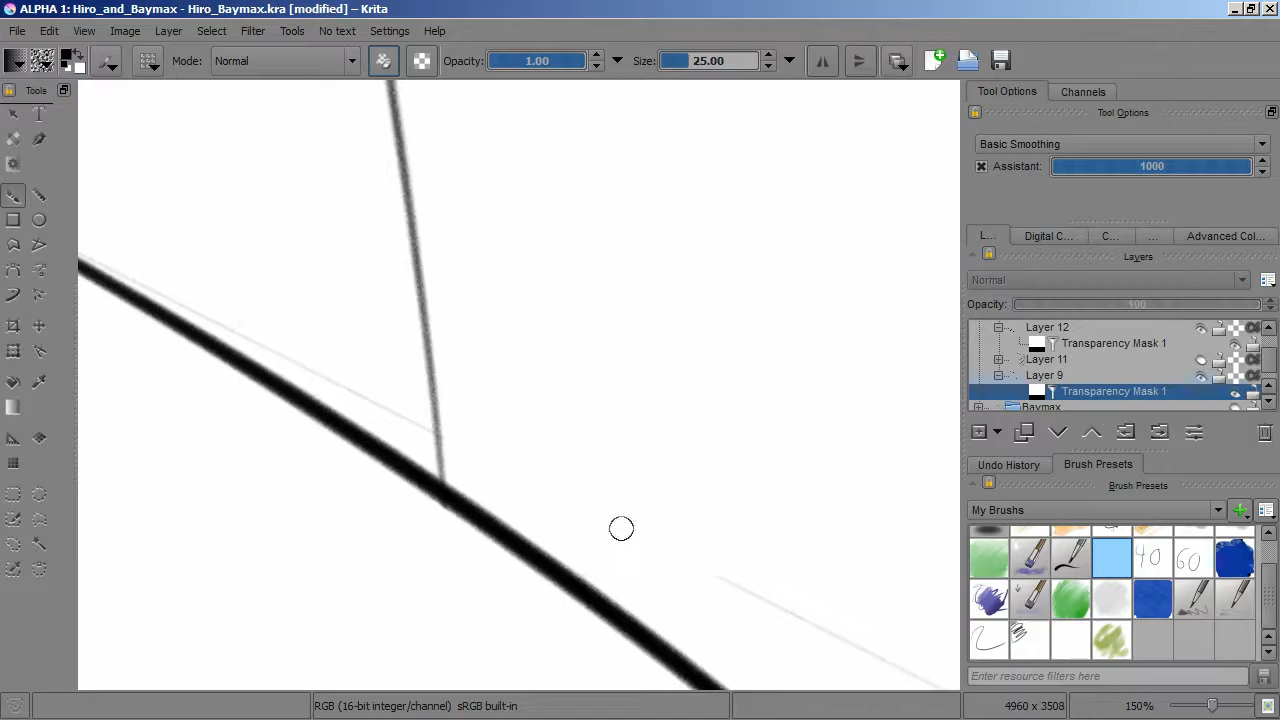 ALPHA 1: Hiro_and_Baymax - Hiro_Baymax.kra [modified] – Krita
File Edit View Image Layer Select Filter Tools No text Settings Help
Mode: Normal Opacity: 1.00 Size: 25.00
Tools
Tool Options Channels
Tool Options
Basic Smoothing
Assistant: 1000
L... Digital C... C... ... Advanced Col...
Layers
Normal
Opacity: 100
Layer 12
Transparency Mask 1
Layer 11
Layer 9
Transparency Mask 1
Baymax
Undo History Brush Presets
Brush Presets
My Brushes
40 60
Enter resource filters here
RGB (16-bit integer/channel) sRGB built-in 4960 x 3508 150%